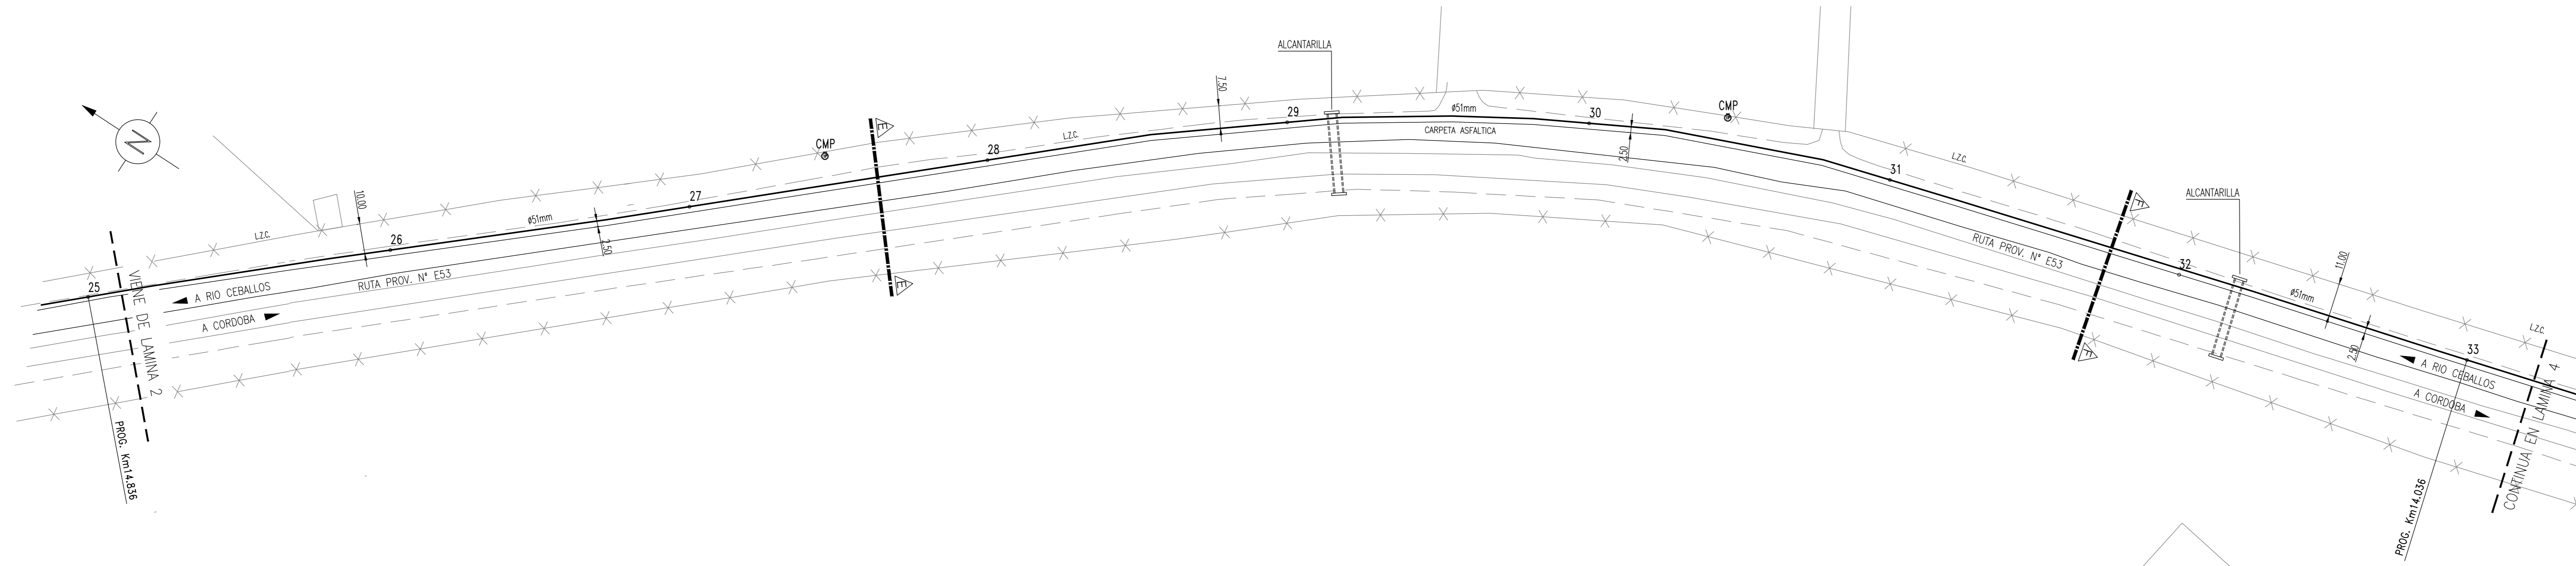 N
VIENE DE LAMINA 2
25
PROG. Km14.836
L.Z.C.
A RIO CEBALLOS
A CORDOBA
10.00
26
RUTA PROV. N° E53
ø51mm
2.50
27
CMP
E
E
28
L.Z.C.
7.50
29
ALCANTARILLA
ø51mm
CARPETA ASFALTICA
30
2.50
CMP
31
L.Z.C.
RUTA PROV. N° E53
F
F
32
ALCANTARILLA
ø51mm
11.00
2.50
33
L.Z.C.
A RIO CEBALLOS
A CORDOBA
PROG. Km14.036
CONTINUA EN LAMINA 4